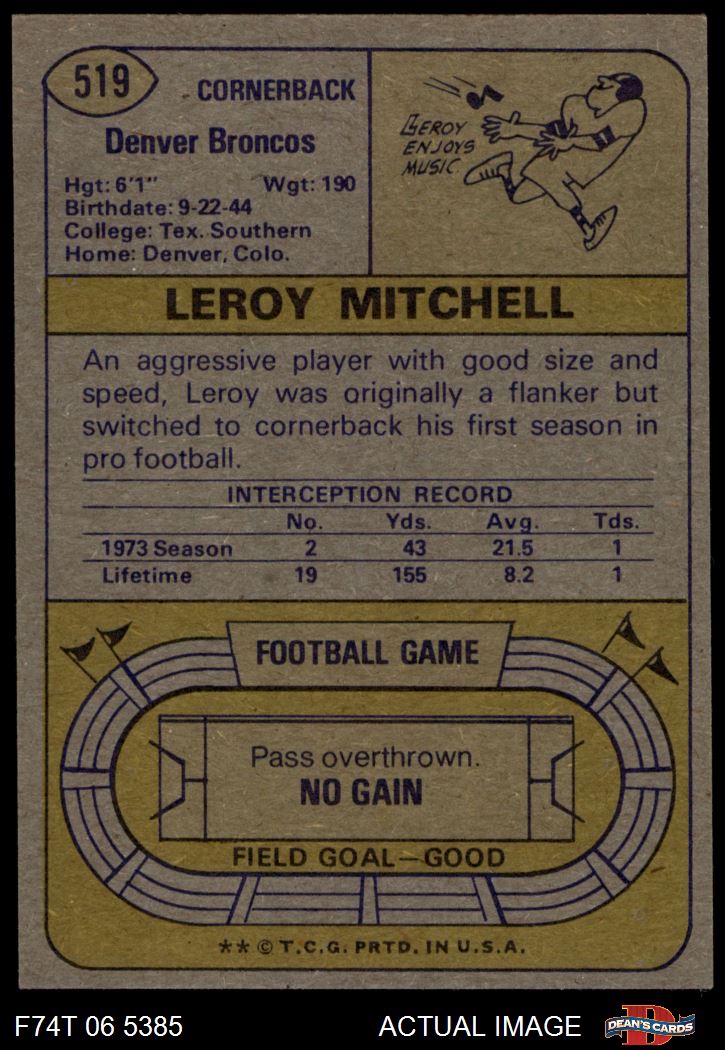 519
CORNERBACK
Denver Broncos
Hgt: 6'1" Wgt: 190
Birthdate: 9-22-44
College: Tex. Southern
Home: Denver, Colo.
LEROY
ENJOYS
MUSIC.
LEROY MITCHELL
An aggressive player with good size and
speed, Leroy was originally a flanker but
switched to cornerback his first season in
pro football.
INTERCEPTION RECORD
No. Yds. Avg. Tds.
1973 Season 2 43 21.5 1
Lifetime 19 155 8.2 1
FOOTBALL GAME
Pass overthrown.
NO GAIN
FIELD GOAL—GOOD
** © T.C.G. PRTD. IN U.S.A.
F74T 06 5385 ACTUAL IMAGE
D
DEAN'S CARDS